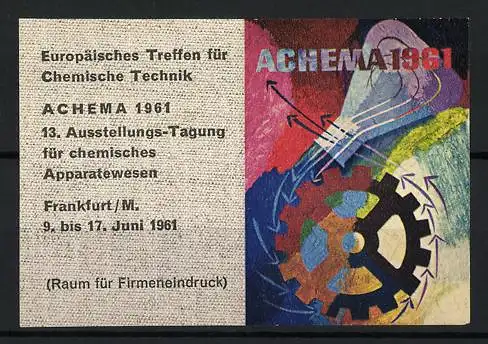 Europäisches Treffen für
Chemische Technik
ACHEMA 1961
13. Ausstellungs-Tagung
für chemisches
Apparatewesen
Frankfurt/M.
9. bis 17. Juni 1961
(Raum für Firmeneindruck)
ACHEMA 1961